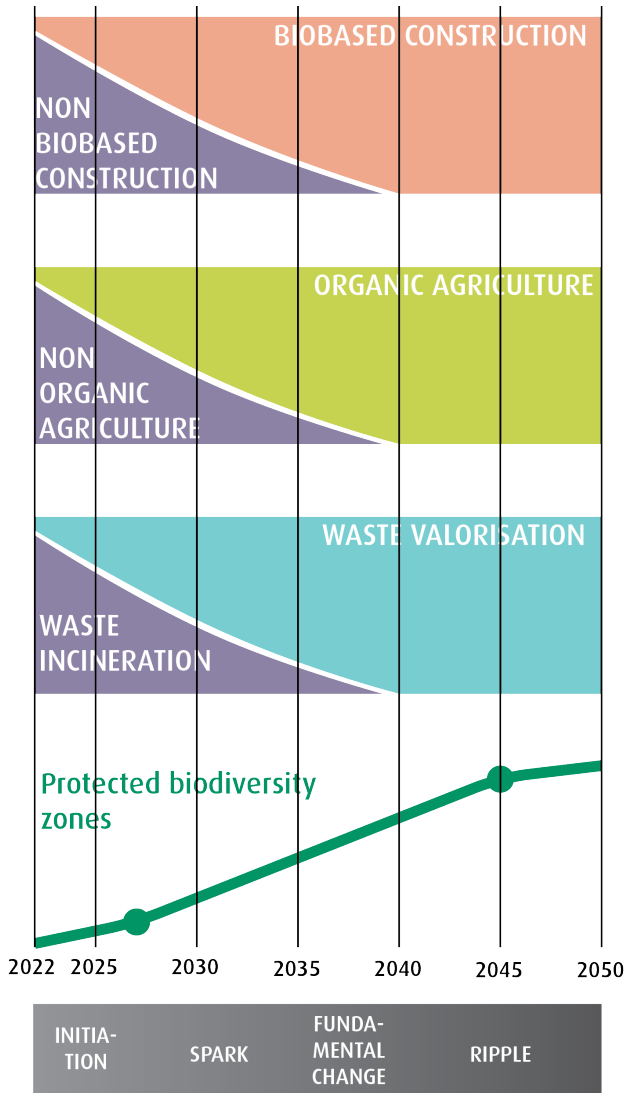 BIOBASED CONSTRUCTION
NON
BIOBASED
CONSTRUCTION
ORGANIC AGRICULTURE
NON
ORGANIC
AGRICULTURE
WASTE VALORISATION
WASTE
INCINERATION
Protected biodiversity
zones
2022 2025 2030 2035 2040 2045 2050
INITIA-
TION
SPARK
FUNDA-
MENTAL
CHANGE
RIPPLE